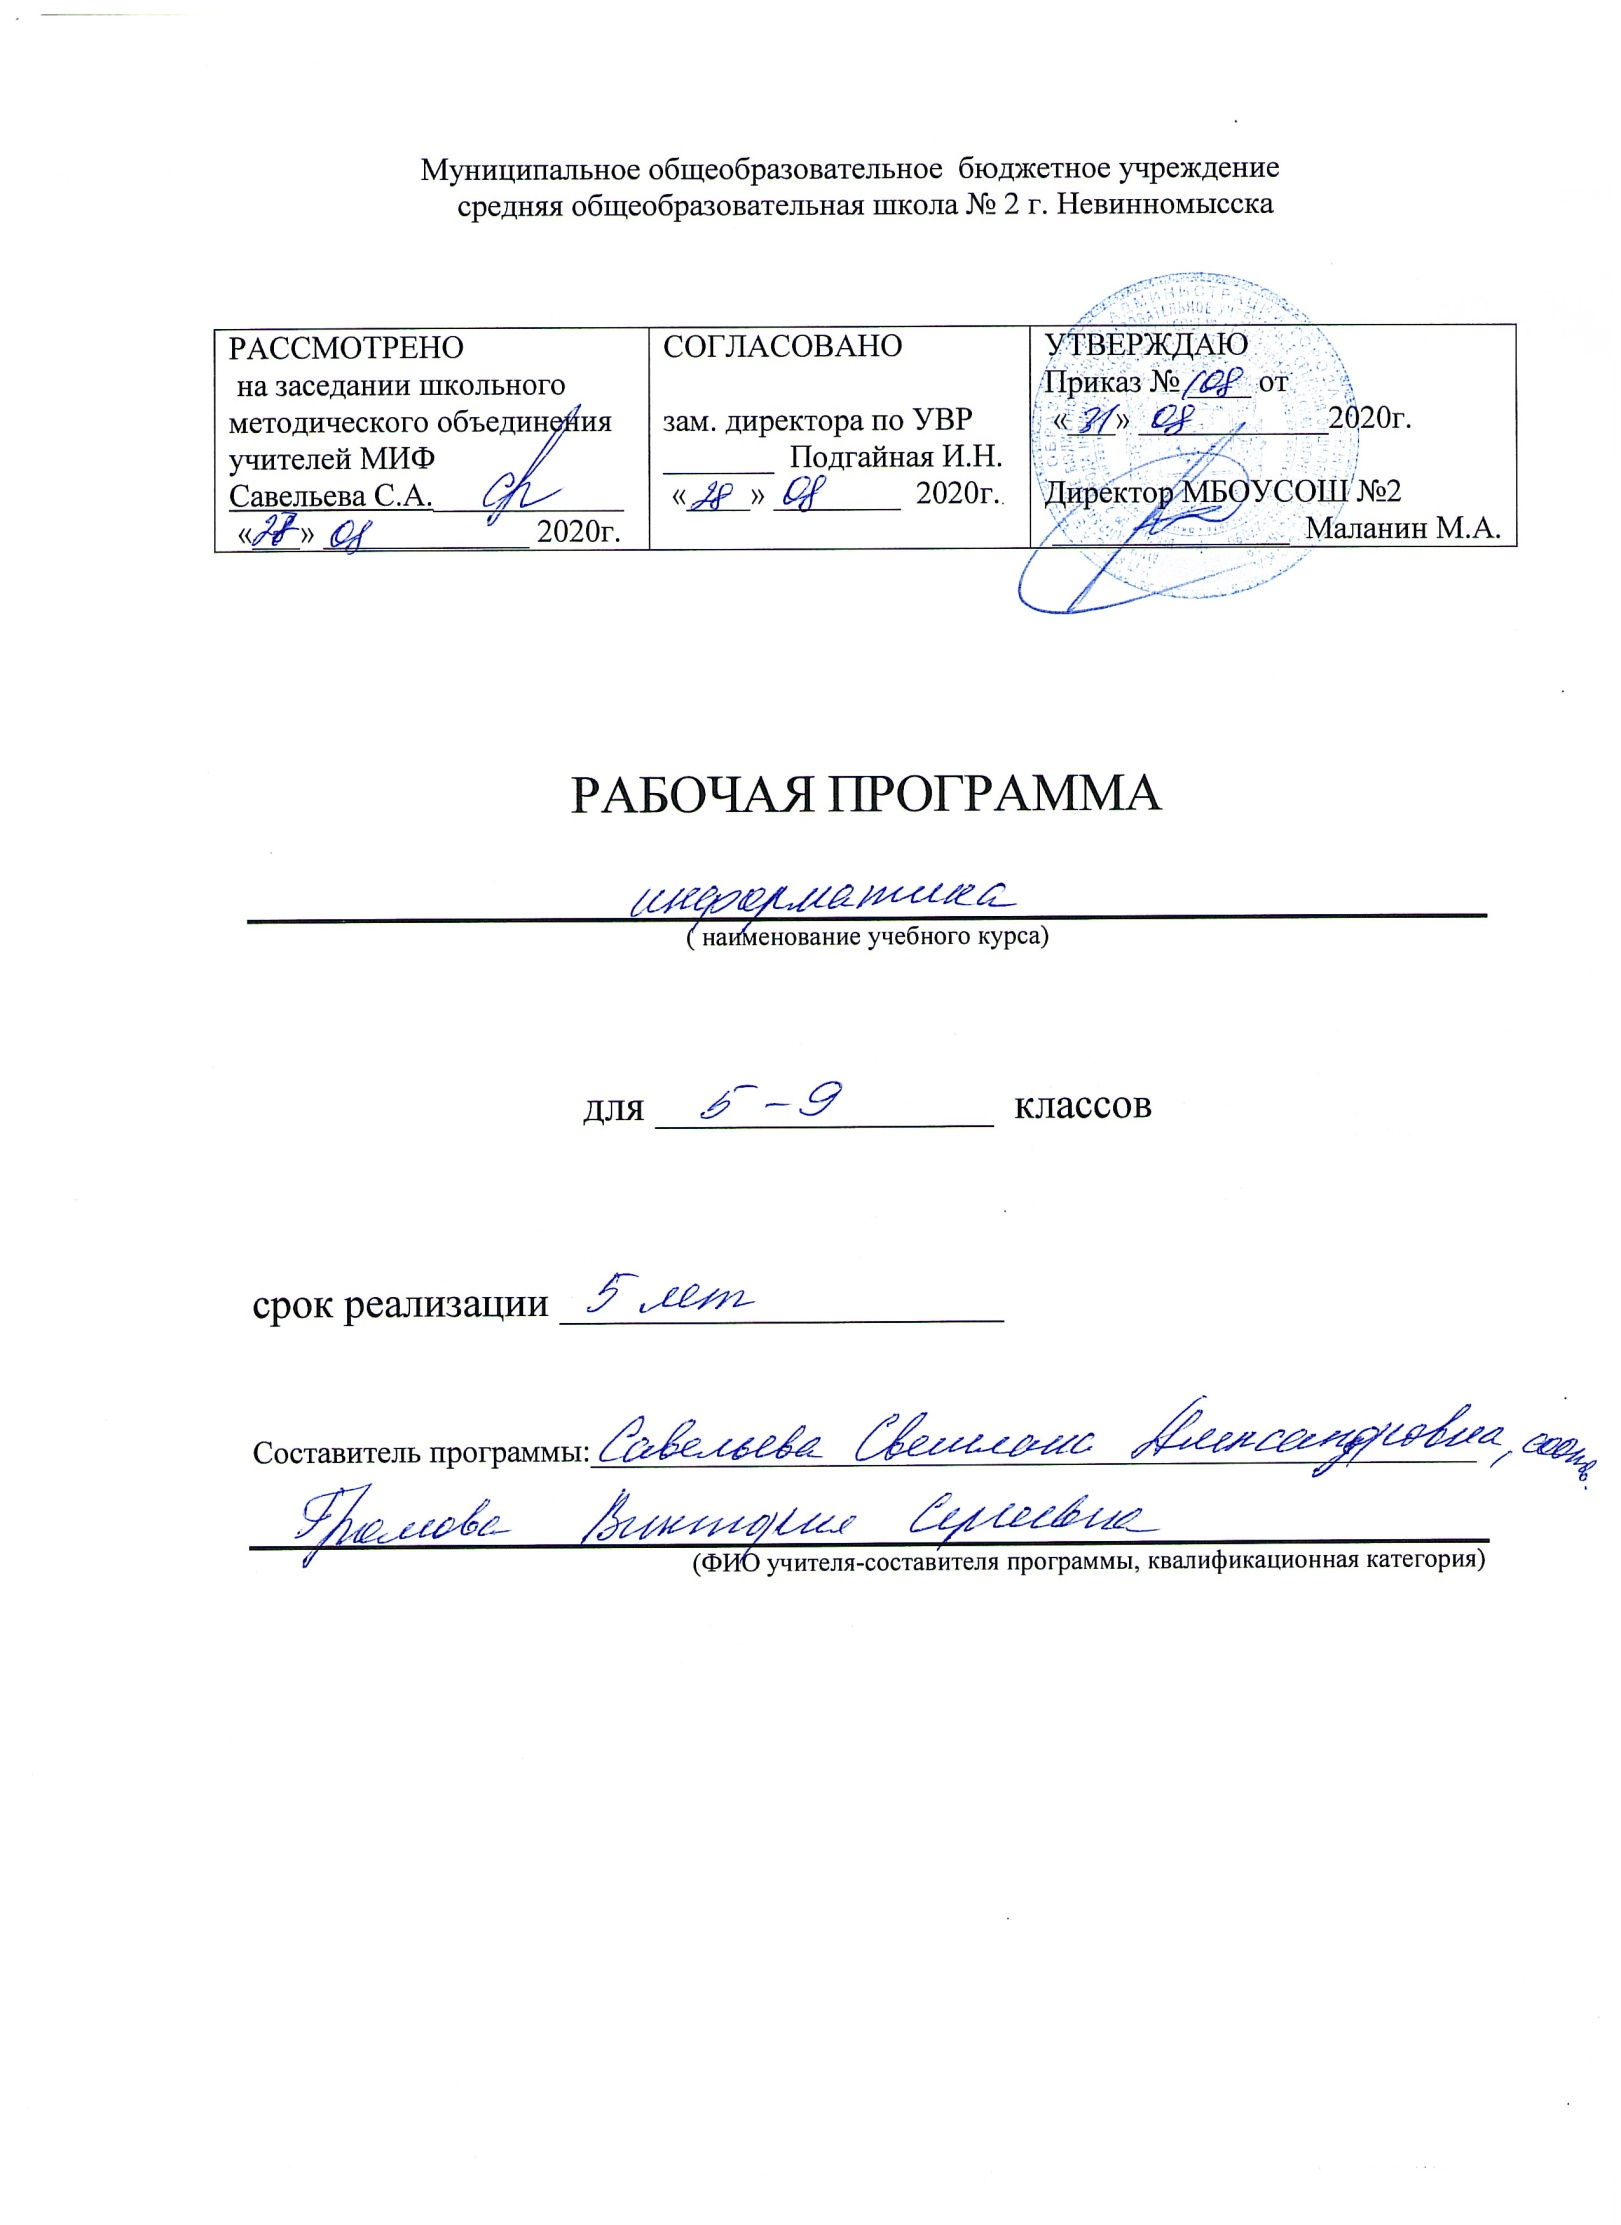 Муниципальное общеобразовательное бюджетное учреждение
средняя общеобразовательная школа № 2 г. Невинномысска
РАССМОТРЕНО
на заседании школьного
методического объединения
учителей МИФ
Савельева С.А.
« » 08 2020г.
СОГЛАСОВАНО
зам. директора по УВР
Подгайная И.Н.
«28» 08 2020г.
УТВЕРЖДАЮ
Приказ № 108 от
«31» 08 2020г.
Директор МБОУСОШ №2
Маланин М.А.
РАБОЧАЯ ПРОГРАММА
информатика
( наименование учебного курса)
для 5 – 9 классов
срок реализации 5 лет
Составитель программы: Савельева Светлана Александровна,
Виктория Сергеевна
(ФИО учителя-составителя программы, квалификационная категория)